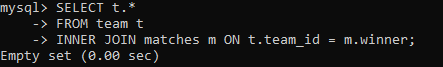 mysql> SELECT t.*
    -> FROM team t
    -> INNER JOIN matches m ON t.team_id = m.winner;
Empty set (0.00 sec)